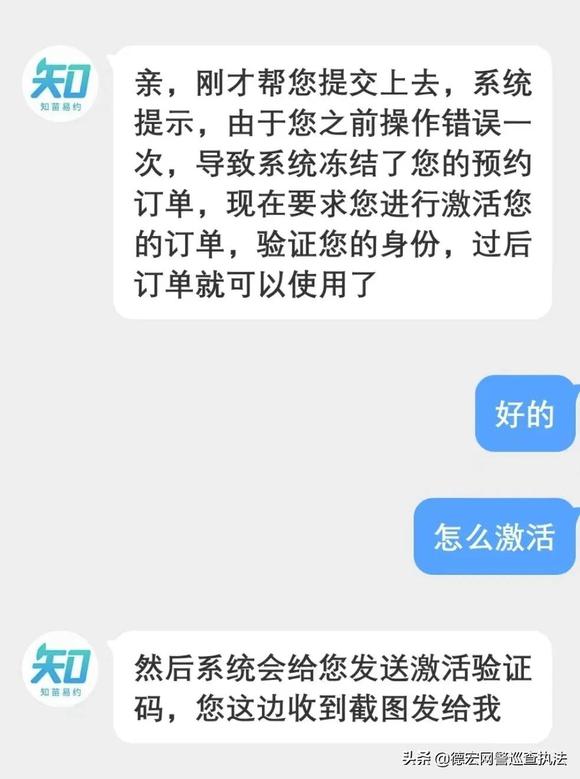 知
知苗易约
亲，刚才帮您提交上去，系统
提示，由于您之前操作错误一
次，导致系统冻结了您的预约
订单，现在要求您进行激活您
的订单，验证您的身份，过后
订单就可以使用了
好的
怎么激活
知
知苗易约
然后系统会给您发送激活验证
码，您这边收到截图发给我
头条 @德宏网警巡查执法